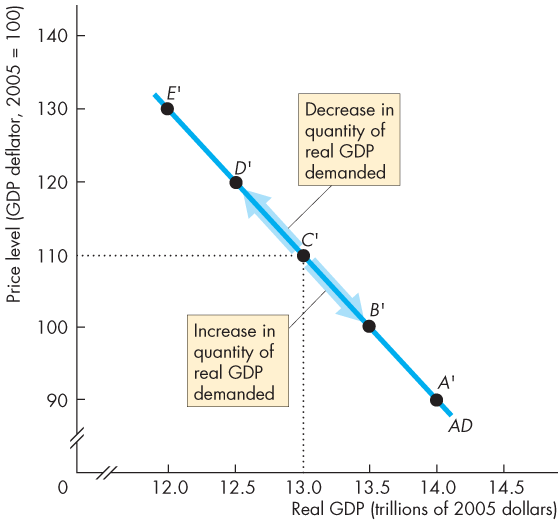 Price level (GDP deflator, 2005 = 100)
140
130
120
110
100
90
0
E'
D'
C'
B'
A'
AD
Decrease in
quantity of
real GDP
demanded
Increase in
quantity of
real GDP
demanded
12.0 12.5 13.0 13.5 14.0 14.5
Real GDP (trillions of 2005 dollars)